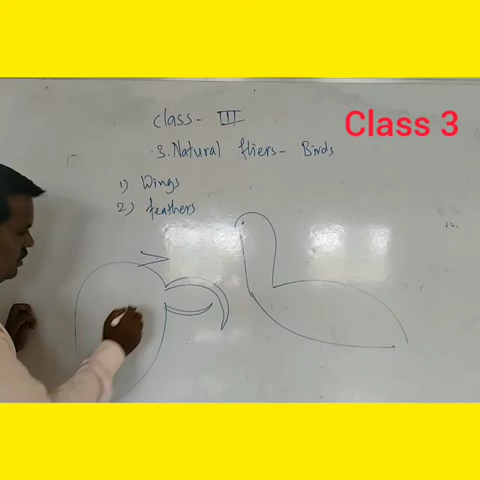 Class - III
Class 3
3. Natural fliers - Birds
1) Wings
2) feathers